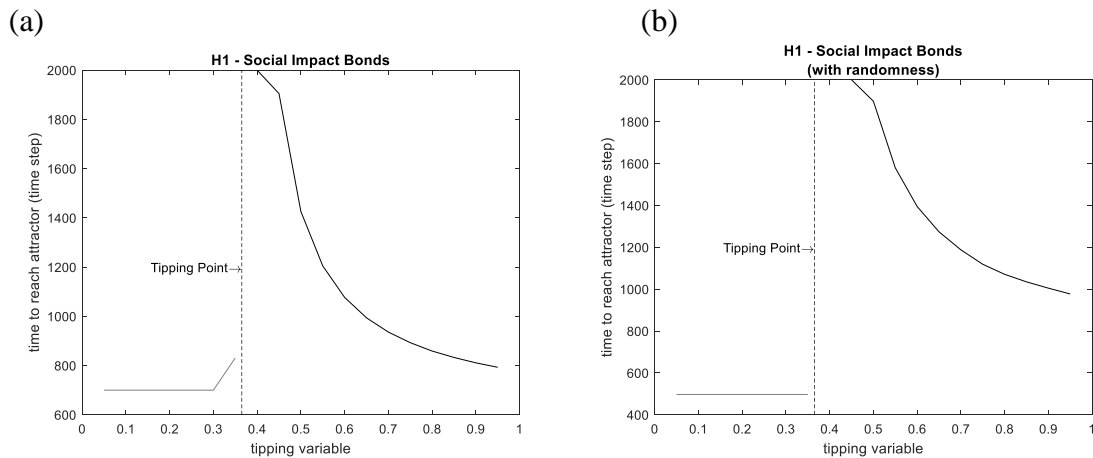 (a)
H1 - Social Impact Bonds
2000
1800
1600
1400
1200
1000
800
600
time to reach attractor (time step)
Tipping Point→
0 0.1 0.2 0.3 0.4 0.5 0.6 0.7 0.8 0.9 1
tipping variable
(b)
H1 - Social Impact Bonds
(with randomness)
2000
1800
1600
1400
1200
1000
800
600
400
time to reach attractor (time step)
Tipping Point→
0 0.1 0.2 0.3 0.4 0.5 0.6 0.7 0.8 0.9 1
tipping variable